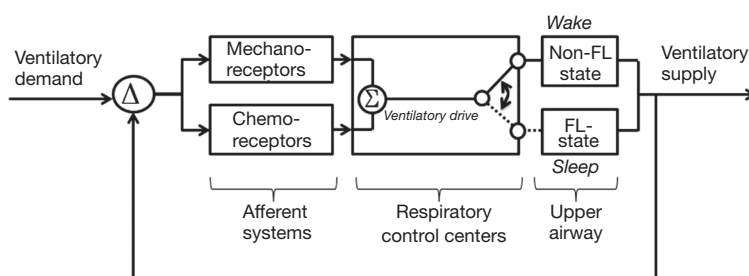 Wake
Ventilatory
demand
Mechano-
receptors
Non-FL
state
Ventilatory
supply
Δ
Σ
Ventilatory drive
Chemo-
receptors
FL-
state
Sleep
Afferent
systems
Respiratory
control centers
Upper
airway